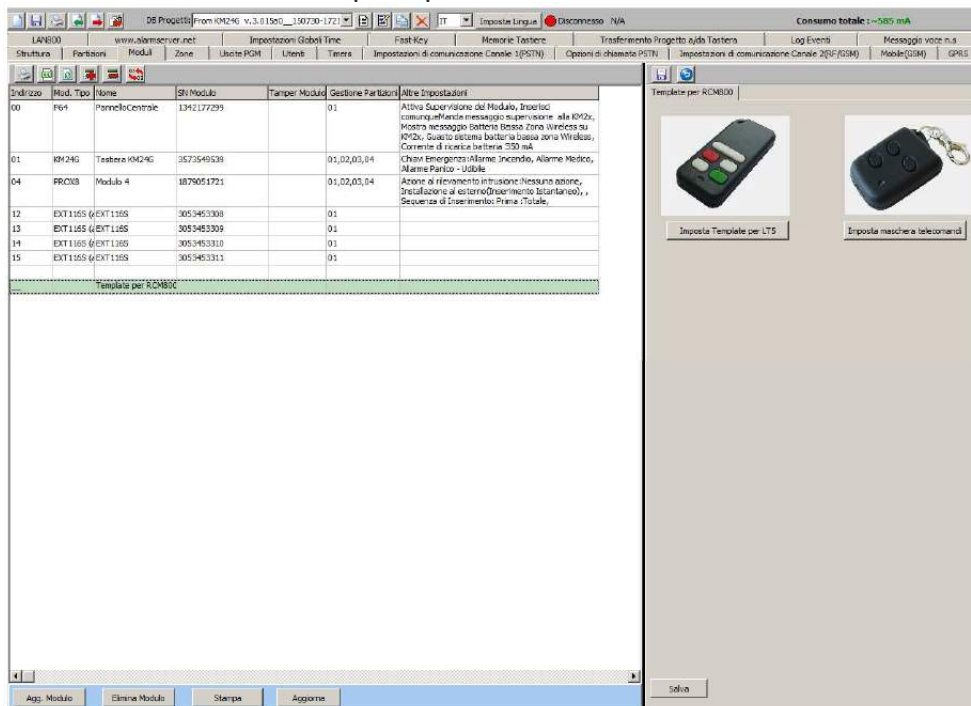 DB Progetti: From KM24G v.3.015a0__150730-1721 IT Imposta Lingua Disconnesso N/A Consumo totale :~585 mA
LAN800 www.alarmserver.net Impostazioni Global Time Fast-Key Memorie Tastiere Trasferimento Progetto a/da Tastiera Log Eventi Messaggio voce n.s
Struttura Partizioni Moduli Zone Uscite PGM Utenti Timers Impostazioni di comunicazione Canale 1(PSTN) Opzioni di chiamata PSTN Impostazioni di comunicazione Canale 2(RF/GSM) Mobile(GSM) GPRS
Indirizzo Mod. Tipo Nome SN Modulo Tamper Modulo Gestione Partizioni Altre Impostazioni
00 P64 PannelloCentrale 1342177299 01 Attiva Supervisione del Modulo, Inserisci
comunqueManda messaggio supervisione alla KM2x,
Mostra messaggio Batteria Bassa Zona Wireless su
KM2x, Guasto sistema batteria bassa zona Wireless,
Corrente di ricarica batteria :350 mA
01 KM24G Tastiera KM24G 3573549539 01,02,03,04 Chiavi Emergenza:Allarme Incendio, Allarme Medico,
Allarme Panico - Udibile
04 PROX8 Modulo 4 1879051721 01,02,03,04 Azione al rilevamento intrusione:Nessuna azione,
Installazione al esterno(Inserimento Istantaneo), ,
Sequenza di Inserimento: Prima :Totale,
12 EXT116S (A EXT116S 3053453308 01
13 EXT116S (A EXT116S 3053453309 01
14 EXT116S (A EXT116S 3053453310 01
15 EXT116S (A EXT116S 3053453311 01
__ Template per RCM800
Agg. Modulo Elimina Modulo Stampa Aggiorna
Template per RCM800
Imposta Template per LT5 Imposta maschera telecomandi
Salva